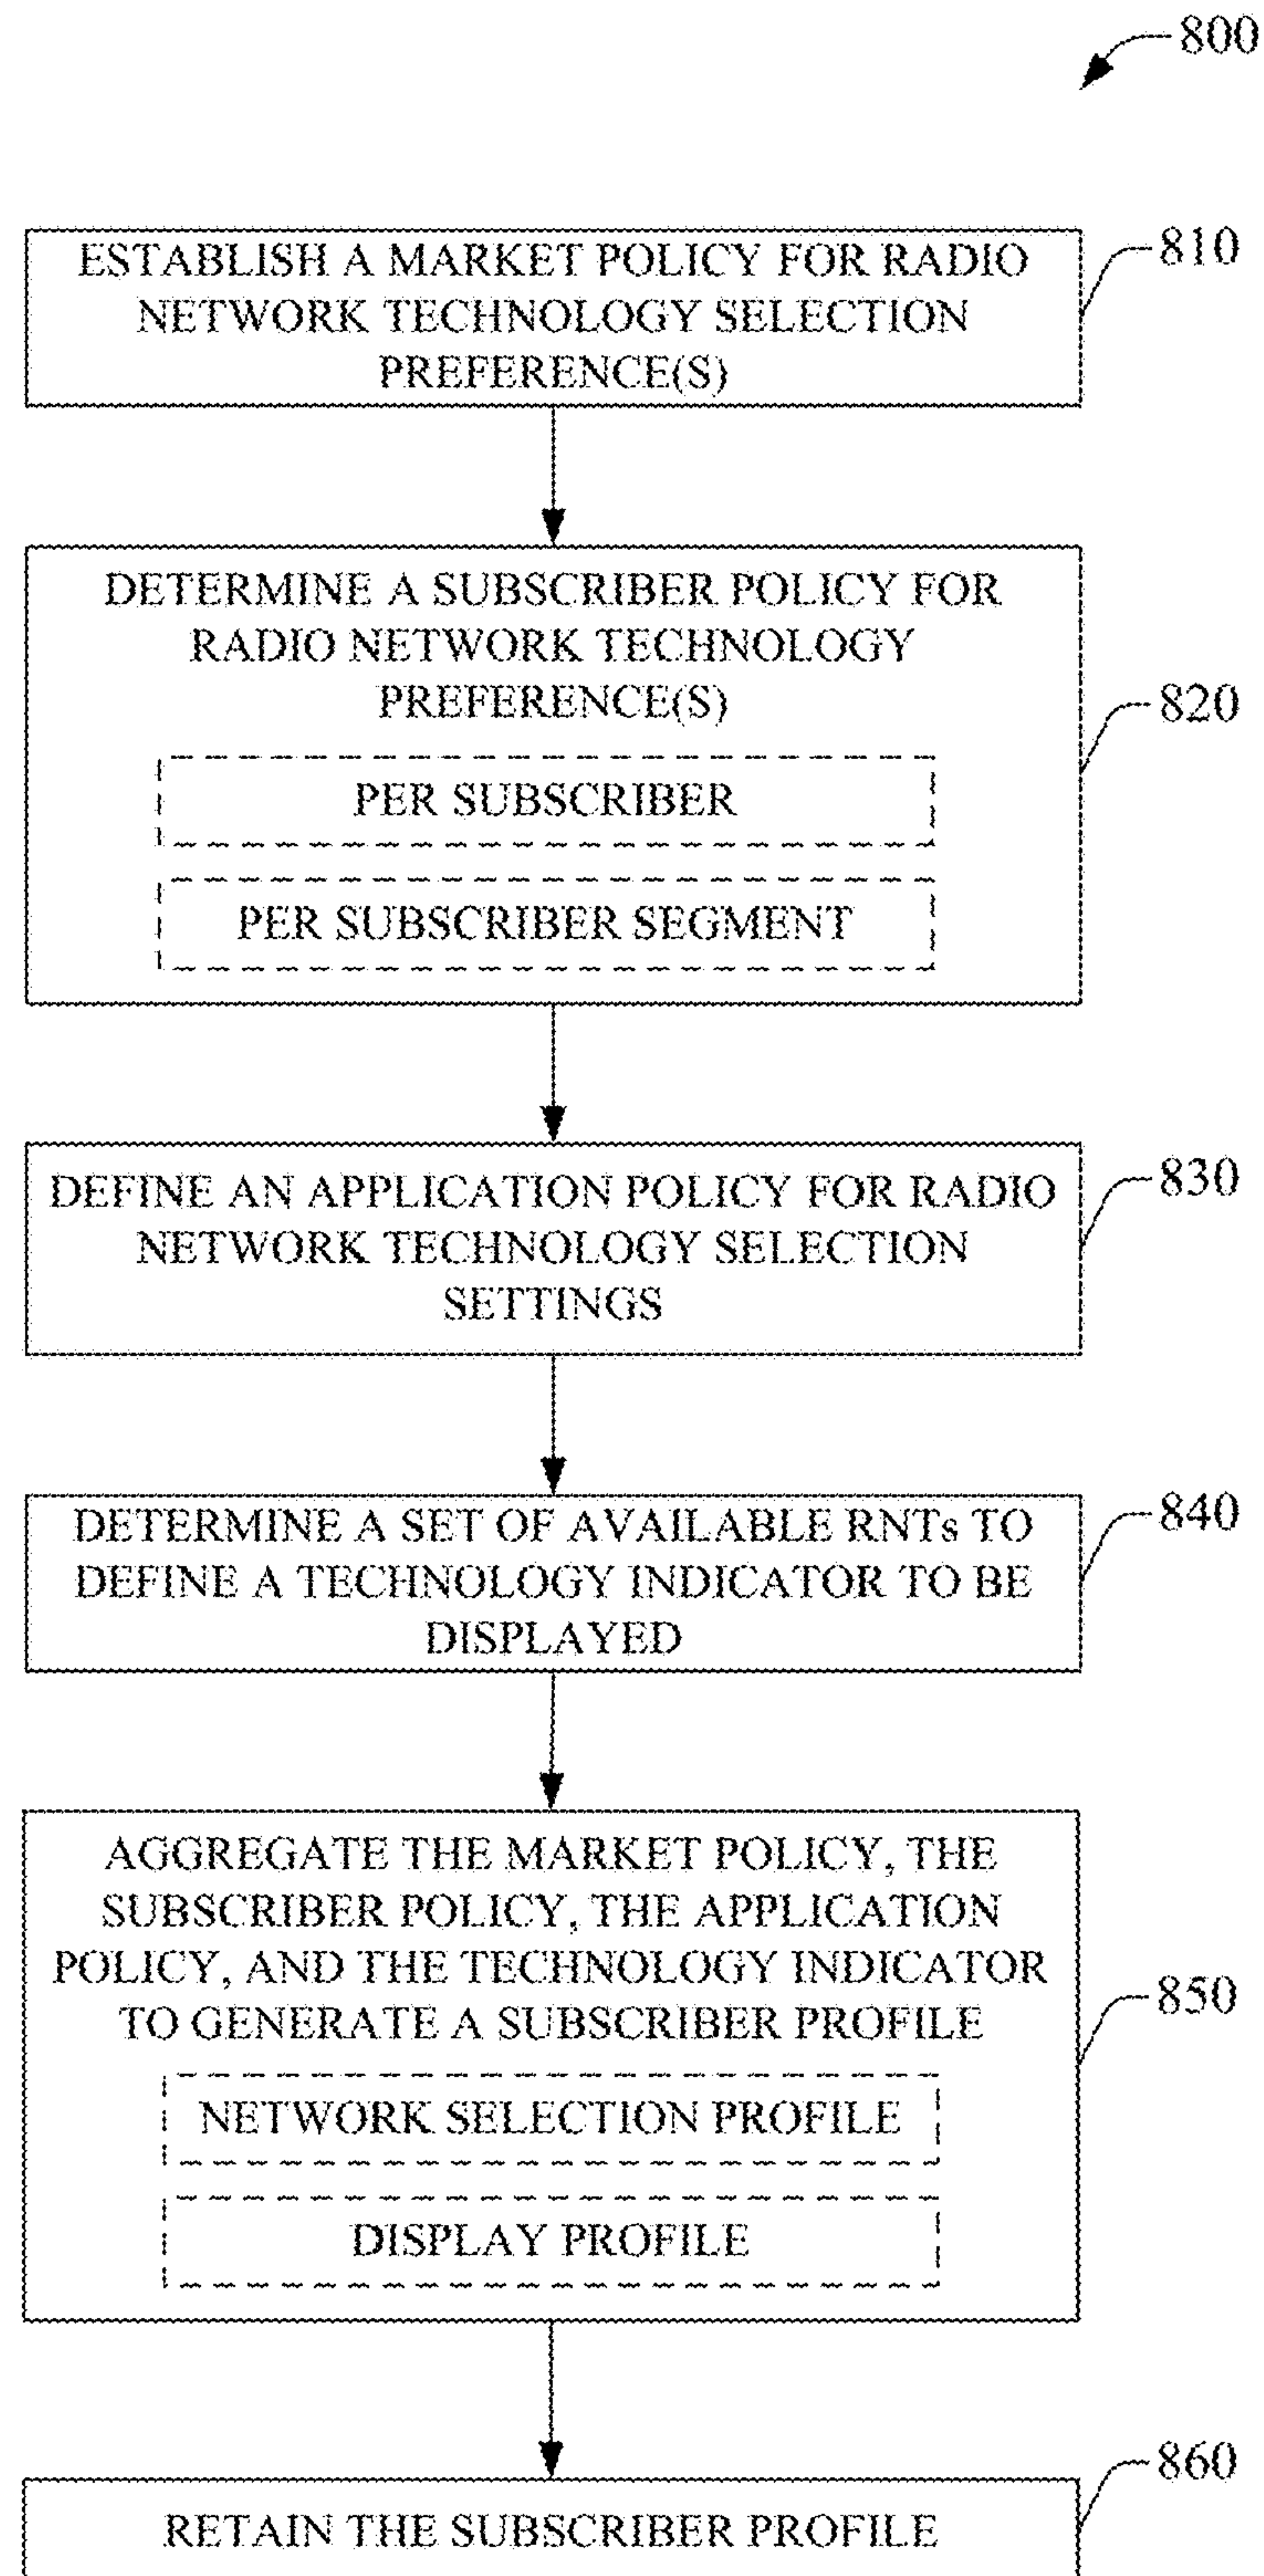 800
ESTABLISH A MARKET POLICY FOR RADIO
NETWORK TECHNOLOGY SELECTION
PREFERENCE(S)
810
DETERMINE A SUBSCRIBER POLICY FOR
RADIO NETWORK TECHNOLOGY
PREFERENCE(S)
PER SUBSCRIBER
PER SUBSCRIBER SEGMENT
820
DEFINE AN APPLICATION POLICY FOR RADIO
NETWORK TECHNOLOGY SELECTION
SETTINGS
830
DETERMINE A SET OF AVAILABLE RNTs TO
DEFINE A TECHNOLOGY INDICATOR TO BE
DISPLAYED
840
AGGREGATE THE MARKET POLICY, THE
SUBSCRIBER POLICY, THE APPLICATION
POLICY, AND THE TECHNOLOGY INDICATOR
TO GENERATE A SUBSCRIBER PROFILE
NETWORK SELECTION PROFILE
DISPLAY PROFILE
850
RETAIN THE SUBSCRIBER PROFILE
860